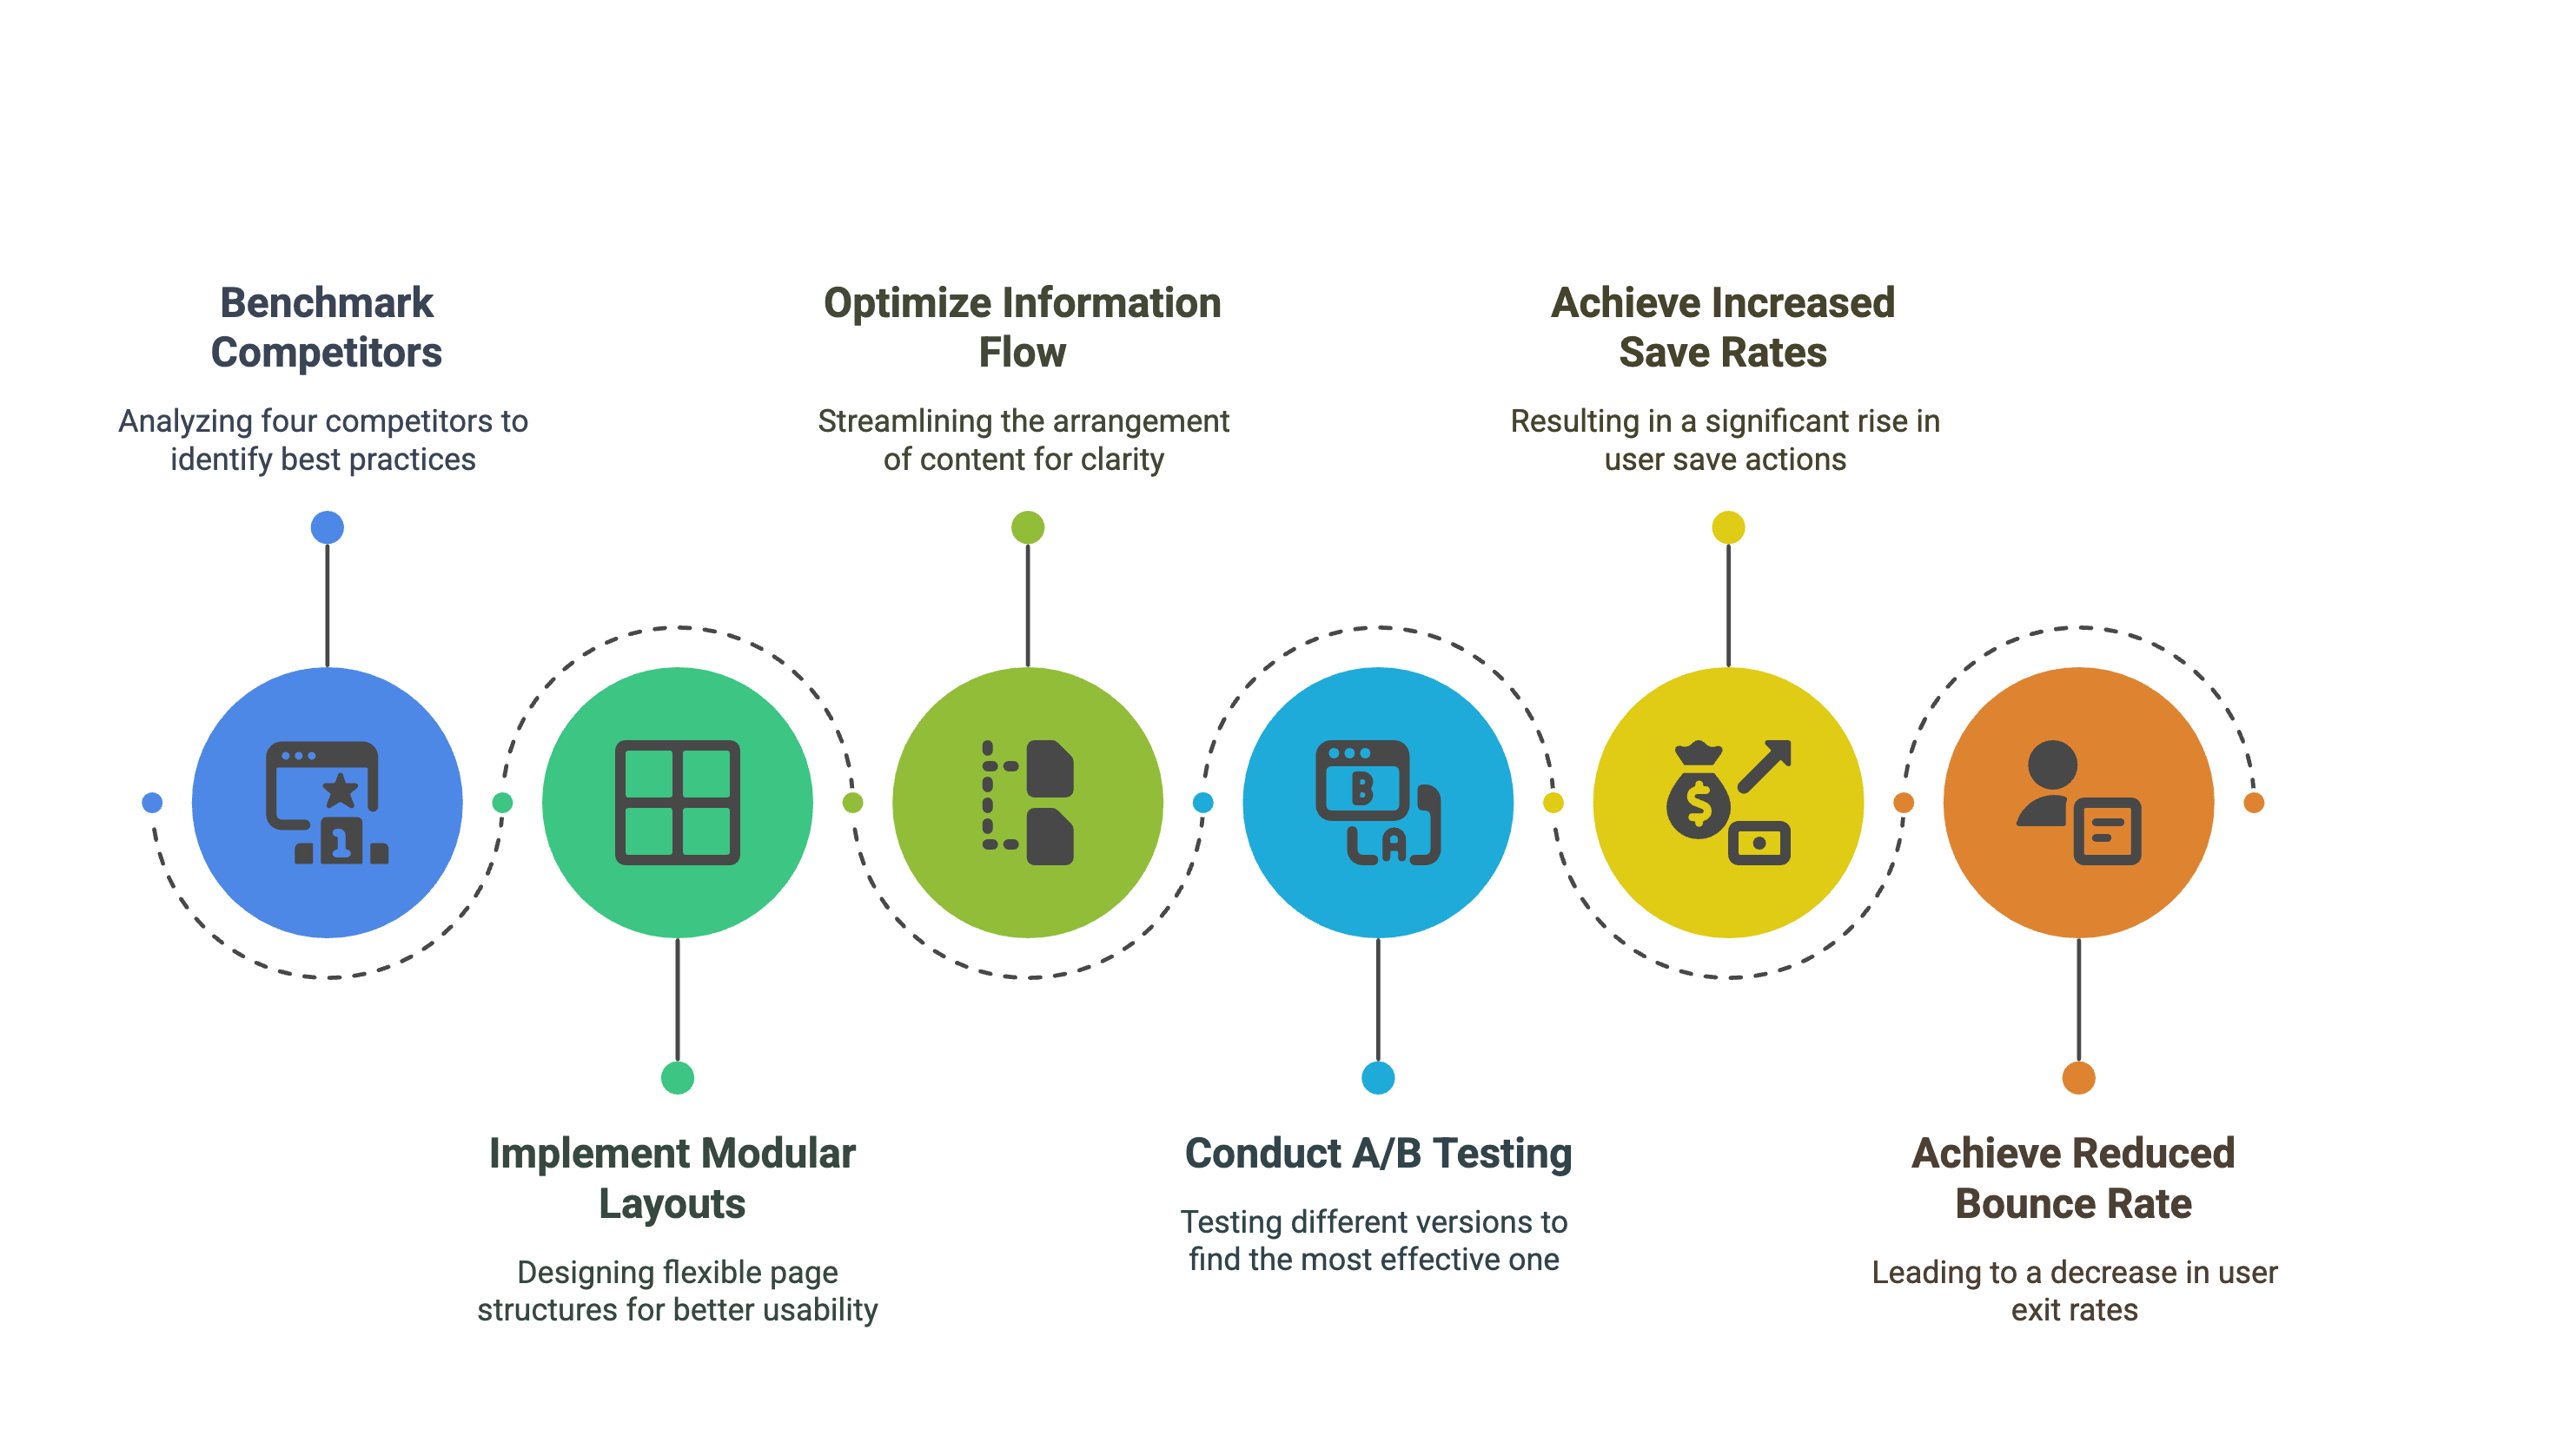 Benchmark
Competitors
Analyzing four competitors to
identify best practices
Implement Modular
Layouts
Designing flexible page
structures for better usability
Optimize Information
Flow
Streamlining the arrangement
of content for clarity
B
A
Conduct A/B Testing
Testing different versions to
find the most effective one
Achieve Increased
Save Rates
Resulting in a significant rise in
user save actions
$
1
Achieve Reduced
Bounce Rate
Leading to a decrease in user
exit rates